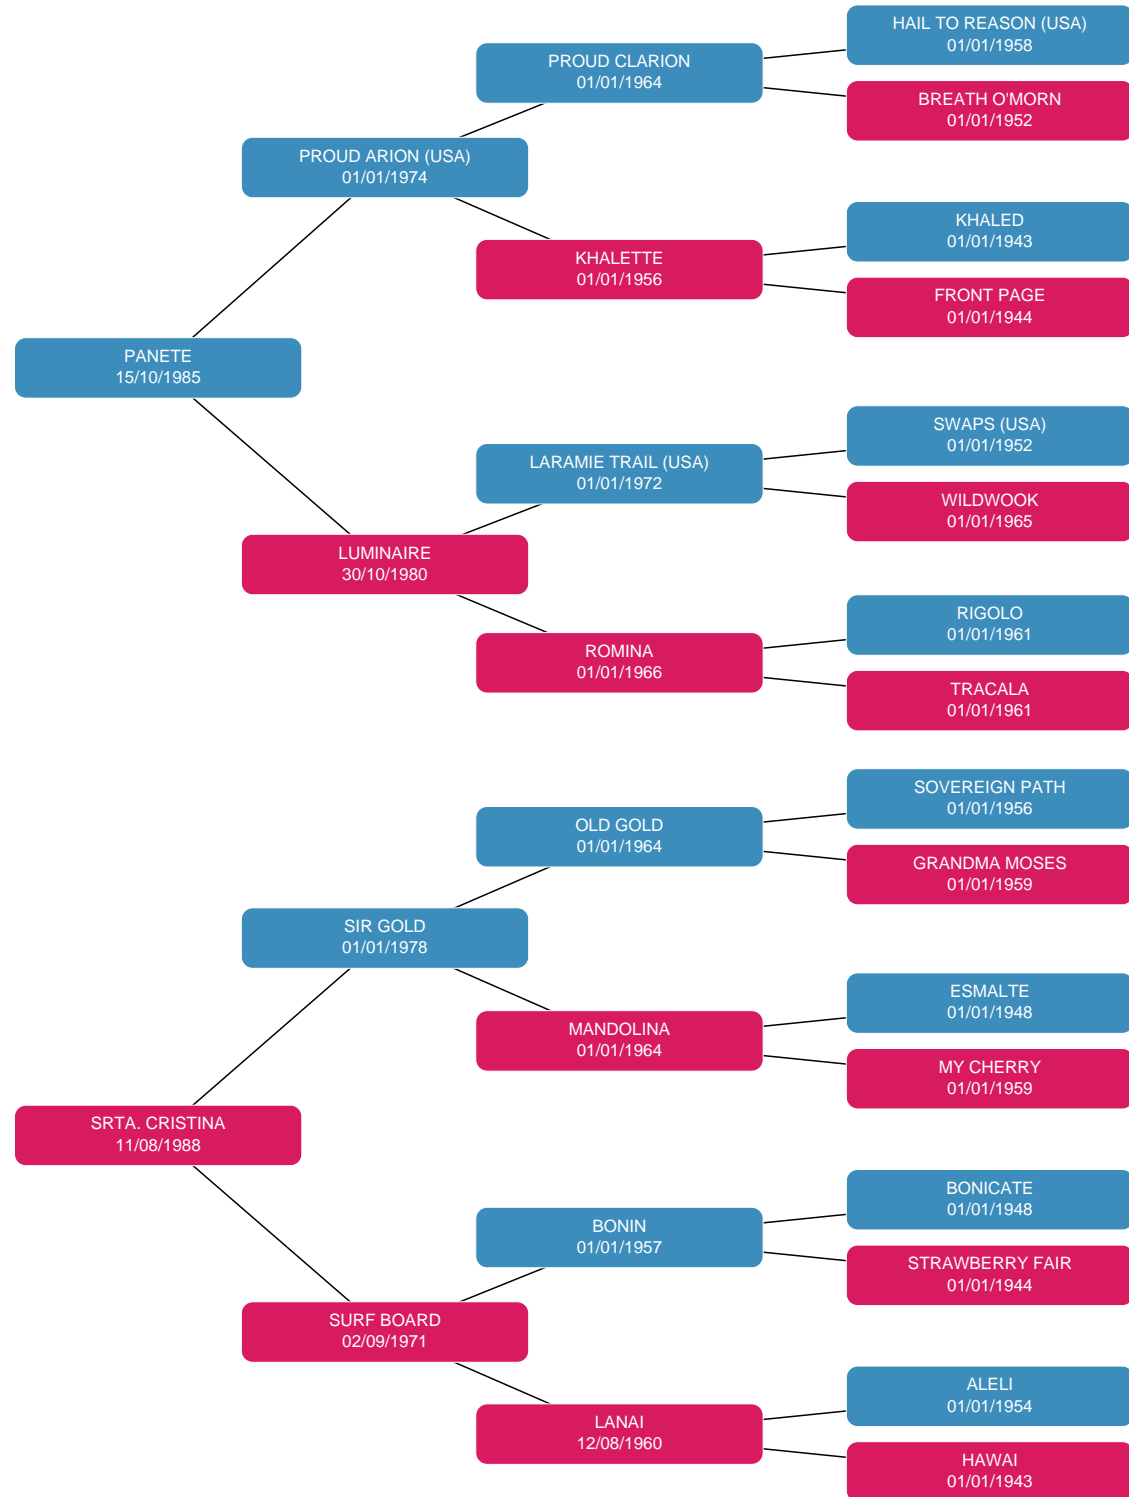 HAIL TO REASON (USA)
01/01/1958
PROUD CLARION
01/01/1964
BREATH O'MORN
01/01/1952
PROUD ARION (USA)
01/01/1974
KHALED
01/01/1943
KHALETTE
01/01/1956
FRONT PAGE
01/01/1944
PANETE
15/10/1985
SWAPS (USA)
01/01/1952
LARAMIE TRAIL (USA)
01/01/1972
WILDWOOK
01/01/1965
LUMINAIRE
30/10/1980
RIGOLO
01/01/1961
ROMINA
01/01/1966
TRACALA
01/01/1961
SOVEREIGN PATH
01/01/1956
OLD GOLD
01/01/1964
GRANDMA MOSES
01/01/1959
SIR GOLD
01/01/1978
ESMALTE
01/01/1948
MANDOLINA
01/01/1964
MY CHERRY
01/01/1959
SRTA. CRISTINA
11/08/1988
BONICATE
01/01/1948
BONIN
01/01/1957
STRAWBERRY FAIR
01/01/1944
SURF BOARD
02/09/1971
ALELI
01/01/1954
LANAI
12/08/1960
HAWAI
01/01/1943